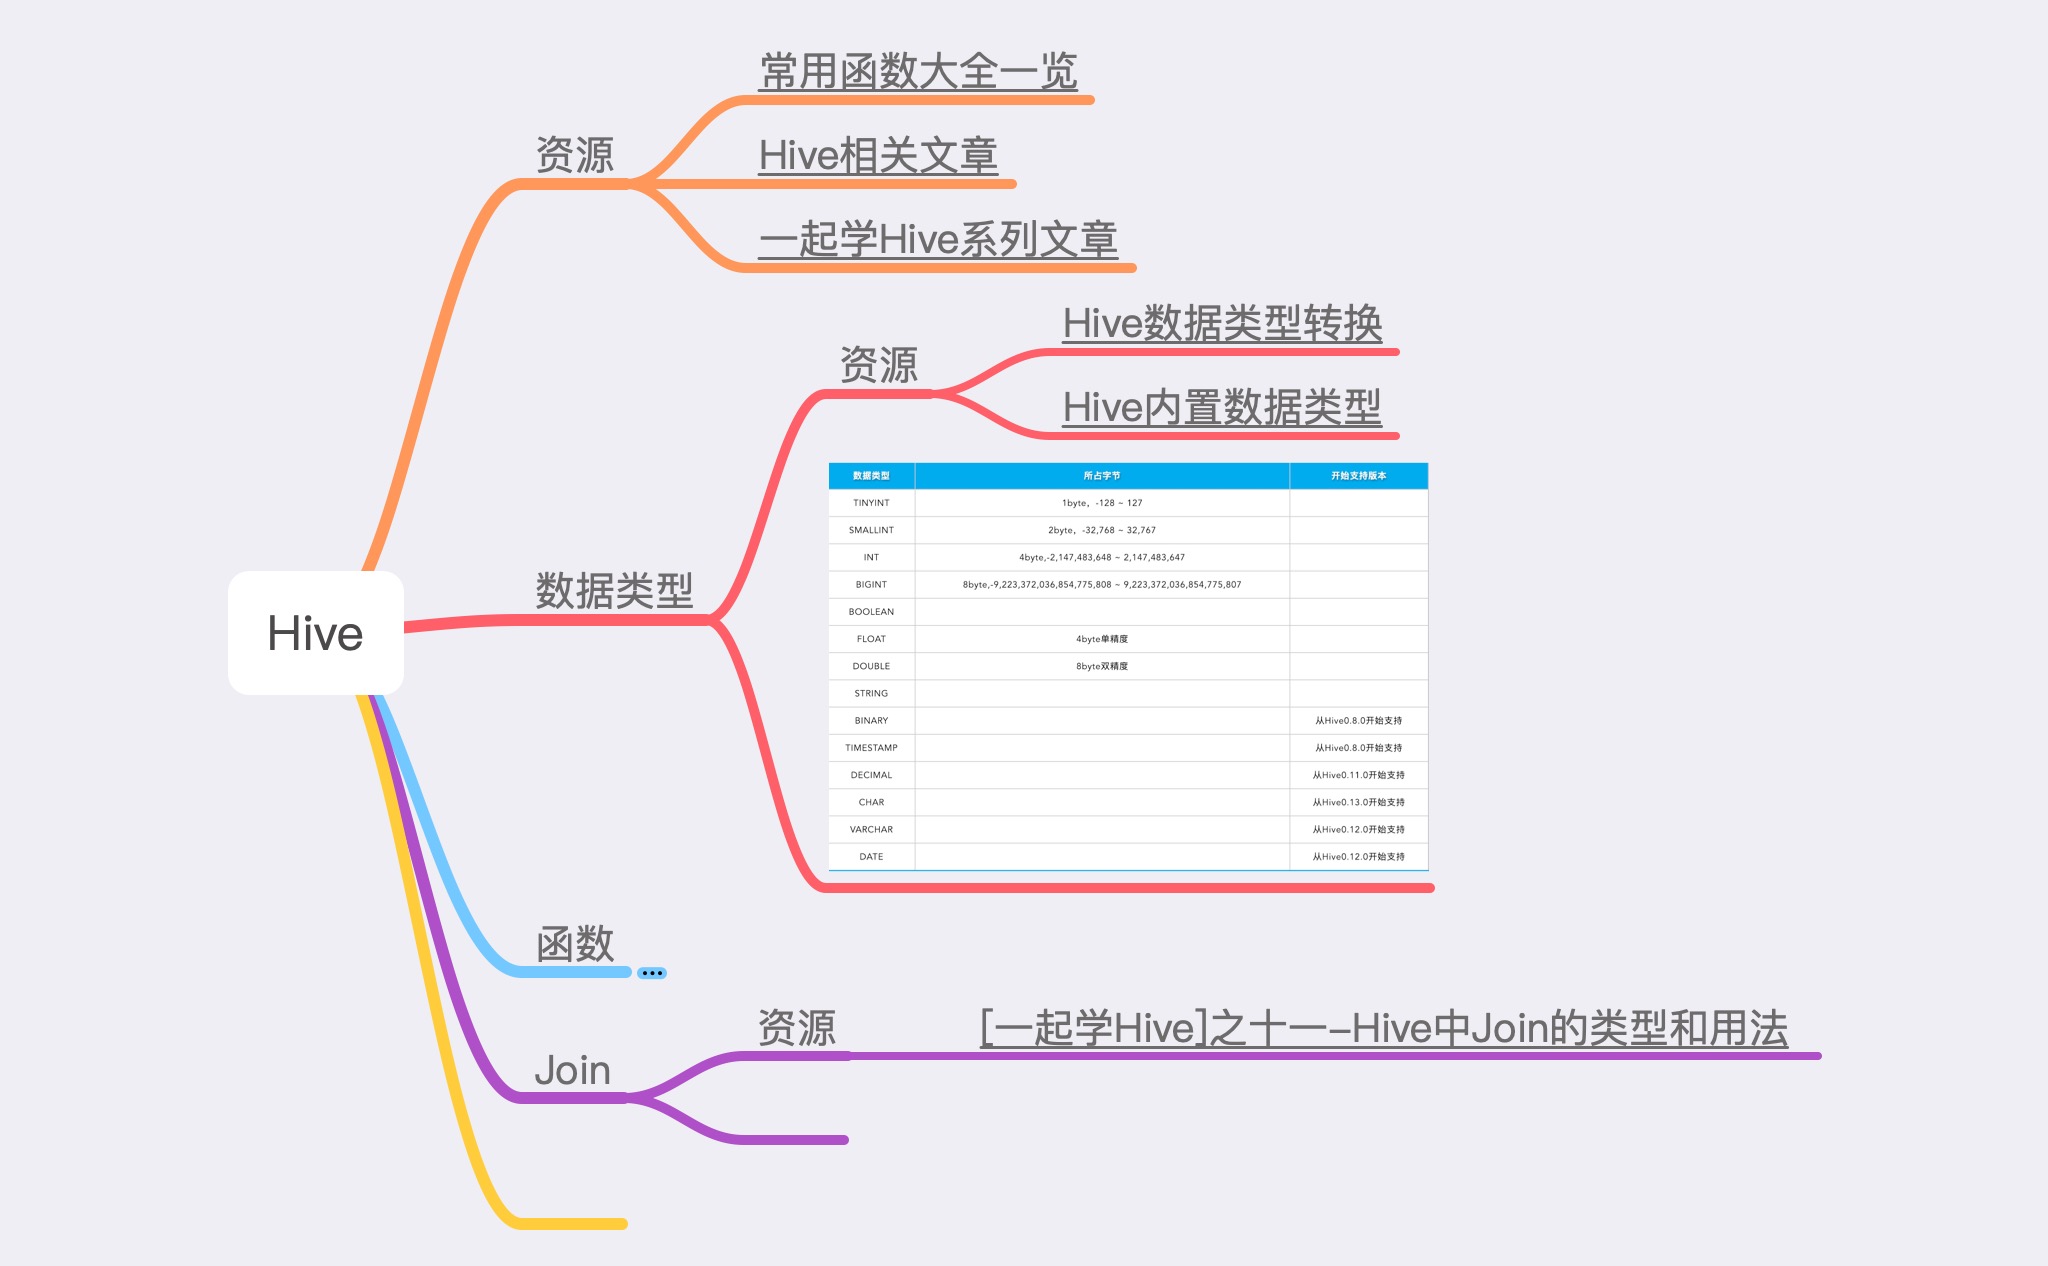 常用函数大全一览
资源
Hive相关文章
一起学Hive系列文章
Hive数据类型转换
资源
Hive内置数据类型
数据类型 所占字节 开始支持版本
TINYINT 1byte，-128 ~ 127
SMALLINT 2byte，-32,768 ~ 32,767
INT 4byte,-2,147,483,648 ~ 2,147,483,647
BIGINT 8byte,-9,223,372,036,854,775,808 ~ 9,223,372,036,854,775,807
BOOLEAN
FLOAT 4byte单精度
DOUBLE 8byte双精度
STRING
BINARY 从Hive0.8.0开始支持
TIMESTAMP 从Hive0.8.0开始支持
DECIMAL 从Hive0.11.0开始支持
CHAR 从Hive0.13.0开始支持
VARCHAR 从Hive0.12.0开始支持
DATE 从Hive0.12.0开始支持
数据类型
Hive
函数
资源
[一起学Hive]之十一–Hive中Join的类型和用法
Join